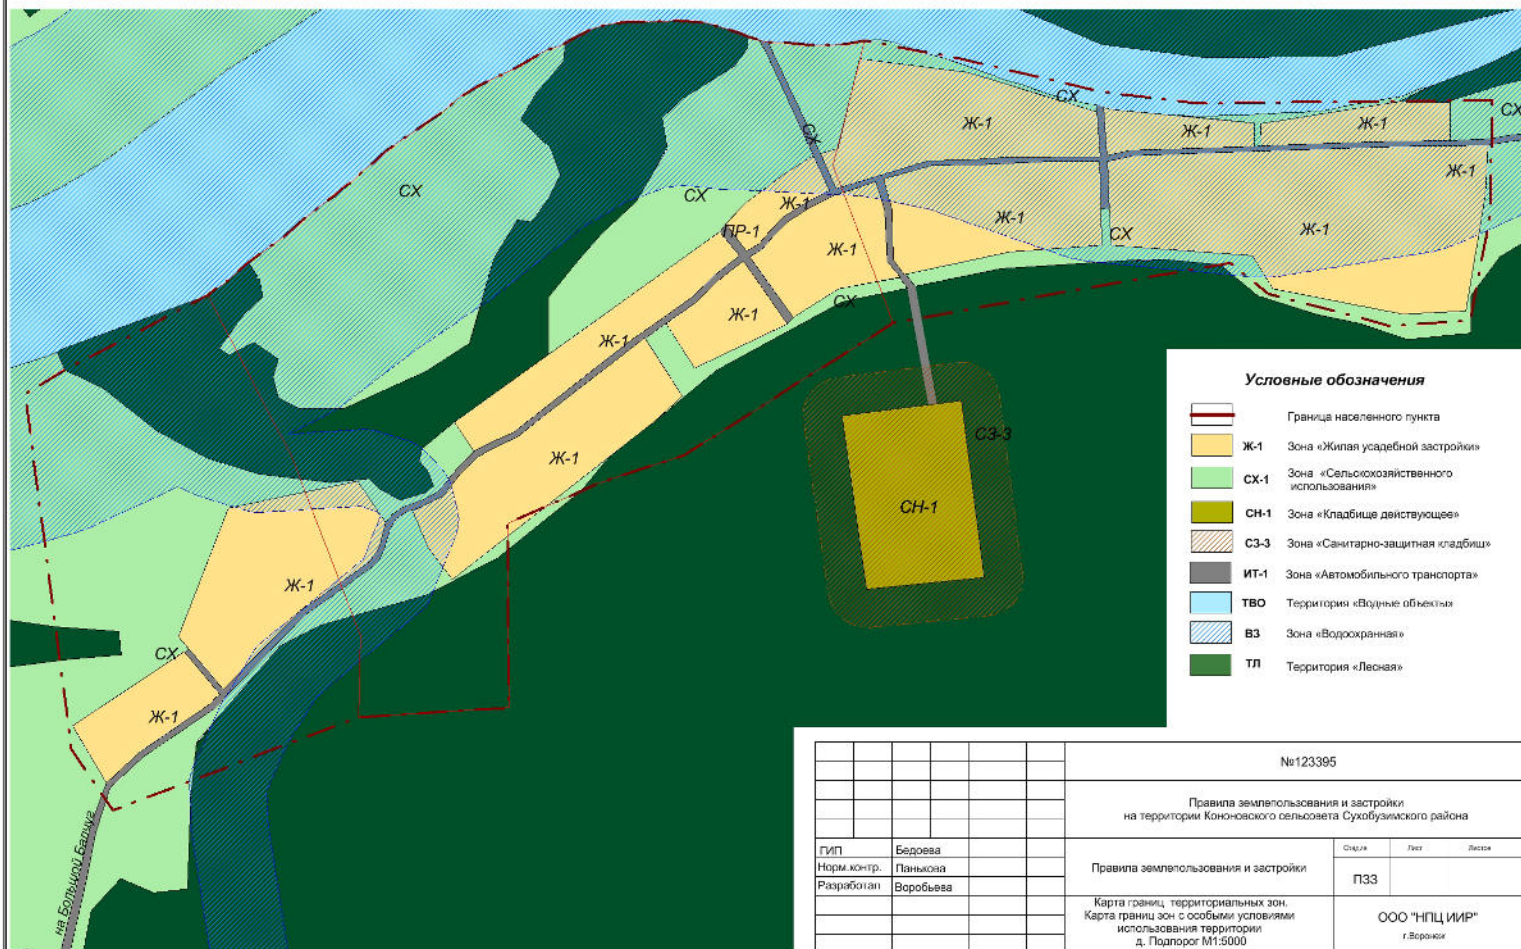 СХ
СХ
Ж-1
Ж-1
Ж-1
СХ
СХ
Ж-1
СХ
СХ
Ж-1
ПР-1
Ж-1
Ж-1
СХ
Ж-1
Ж-1
СХ
Ж-1
Ж-1
Ж-1
СЗ-3
СН-1
Ж-1
СХ
Ж-1
на Большой Балчуг
Условные обозначения
Граница населенного пункта
Ж-1 Зона «Жилая усадебной застройки»
СХ-1 Зона «Сельскохозяйственного
использования»
СН-1 Зона «Кладбище действующее»
СЗ-3 Зона «Санитарно-защитная кладбищ»
ИТ-1 Зона «Автомобильного транспорта»
ТВО Территория «Водные объекты»
ВЗ Зона «Водоохранная»
ТЛ Территория «Лесная»
№123395
Правила землепользования и застройки
на территории Кононовского сельсовета Сухобузимского района
ГИП Бедоева
Норм.контр. Панькова
Разработал Воробьева
Правила землепользования и застройки
Стадия Лист Листов
ПЗЗ
Карта границ территориальных зон.
Карта границ зон с особыми условиями
использования территории
д. Подпорог М1:5000
ООО "НПЦ ИИР"
г.Воронеж